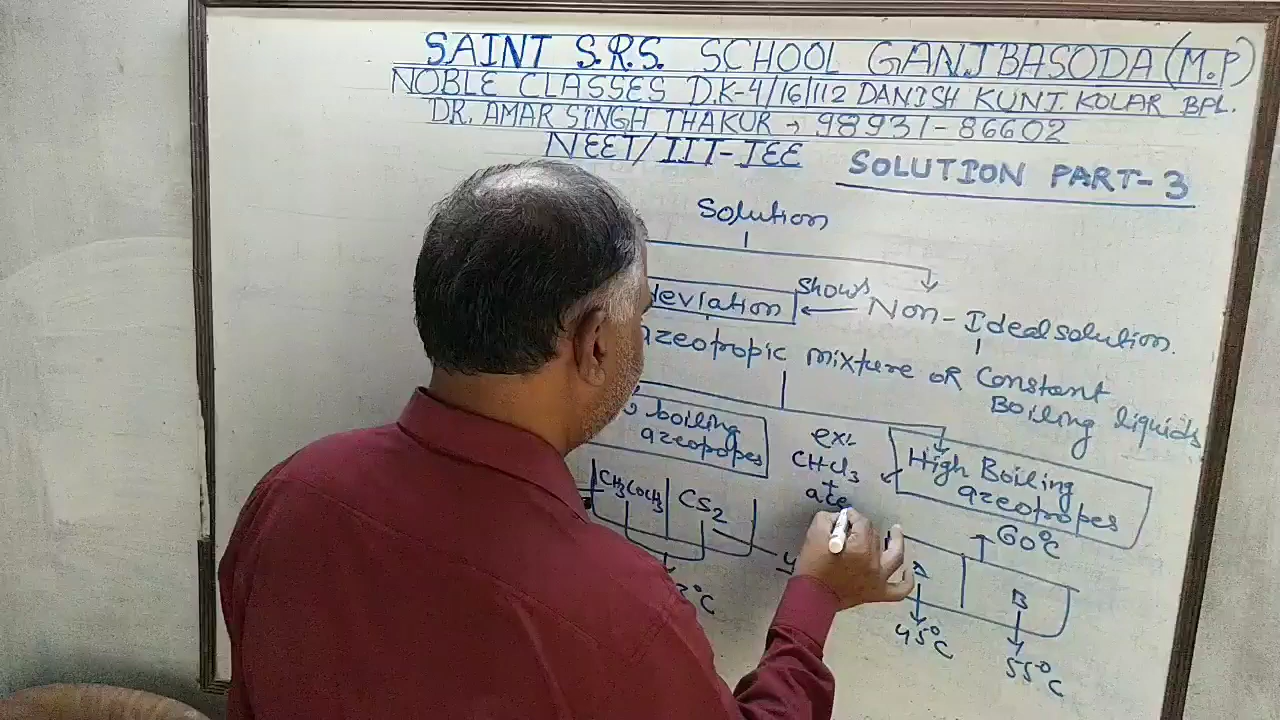 SAINT S.R.S. SCHOOL GANJBASODA (M.P)
NOBLE CLASSES D.K-4/16/112 DANISH KUNJ. KOLAR BPL.
DR. AMAR SINGH THAKUR → 98931-86602
NEET/IIT-JEE SOLUTION PART-3
Solution
deviation
Shows
Non-Ideal solution.
azeotropic mixture OR Constant
Boiling liquids
boiling
azeopopes
ex:
CHCl3
+
ace
High Boiling
azeotropes
CH3COCH3
CS2
60°C
A
B
45°C
55°C
°C